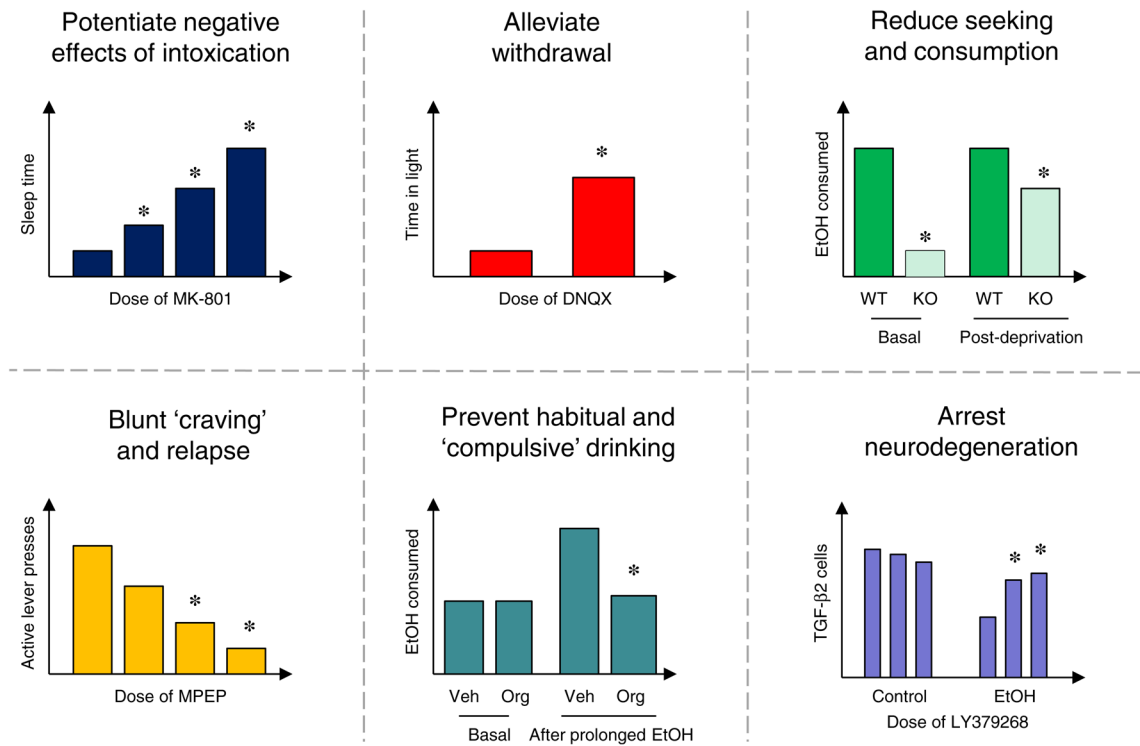 Potentiate negative
effects of intoxication
*
*
*
Sleep time
Dose of MK-801
Alleviate
withdrawal
*
Time in light
Dose of DNQX
Reduce seeking
and consumption
*
*
EtOH consumed
WT KO WT KO
Basal Post-deprivation
Blunt ‘craving’
and relapse
*
*
Active lever presses
Dose of MPEP
Prevent habitual and
‘compulsive’ drinking
*
EtOH consumed
Veh Org Veh Org
Basal After prolonged EtOH
Arrest
neurodegeneration
* *
TGF-β2 cells
Control EtOH
Dose of LY379268